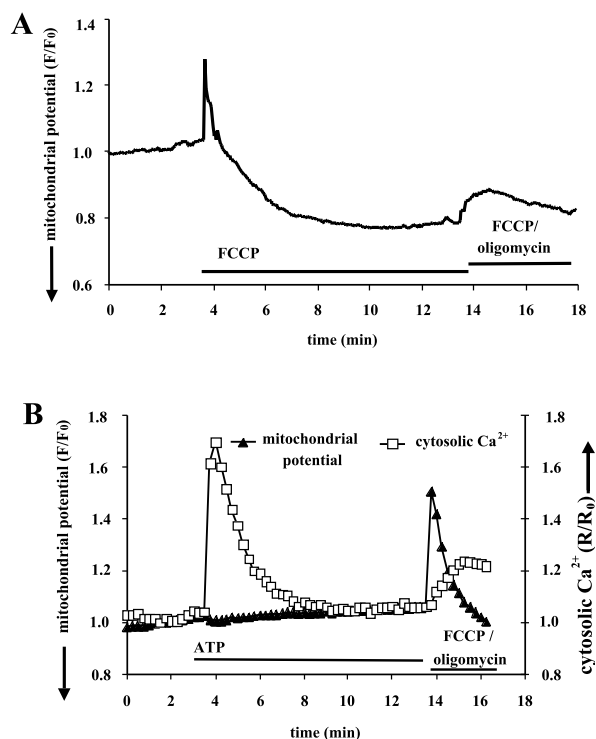 A
mitochondrial potential (F/F0)
1.4
1.2
1.0
0.8
0.6
FCCP
FCCP/
oligomycin
0 2 4 6 8 10 12 14 16 18
time (min)
B
mitochondrial potential (F/F0)
1.8
1.6
1.4
1.2
1.0
0.8
mitochondrial
potential
cytosolic Ca2+
ATP
FCCP /
oligomycin
1.8
1.6
1.4
1.2
1.0
0.8
cytosolic Ca2+ (R/R0)
0 2 4 6 8 10 12 14 16 18
time (min)